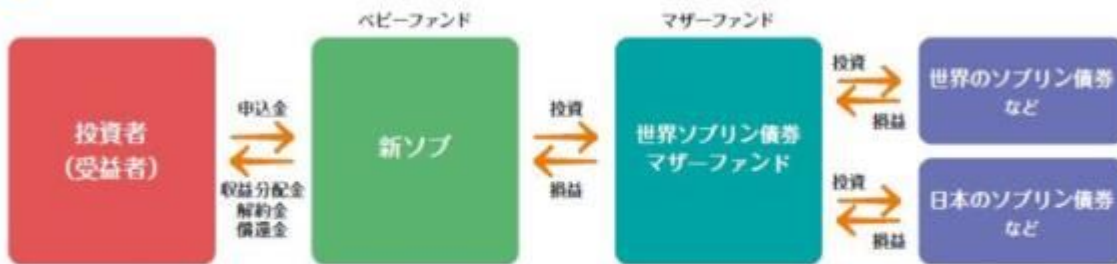 ベビーファンド
マザーファンド
投資者
(受益者)
申込金
収益分配金
解約金
償還金
新ソブ
投資
損益
世界ソブリン債券
マザーファンド
投資
損益
世界のソブリン債券
など
投資
損益
日本のソブリン債券
など